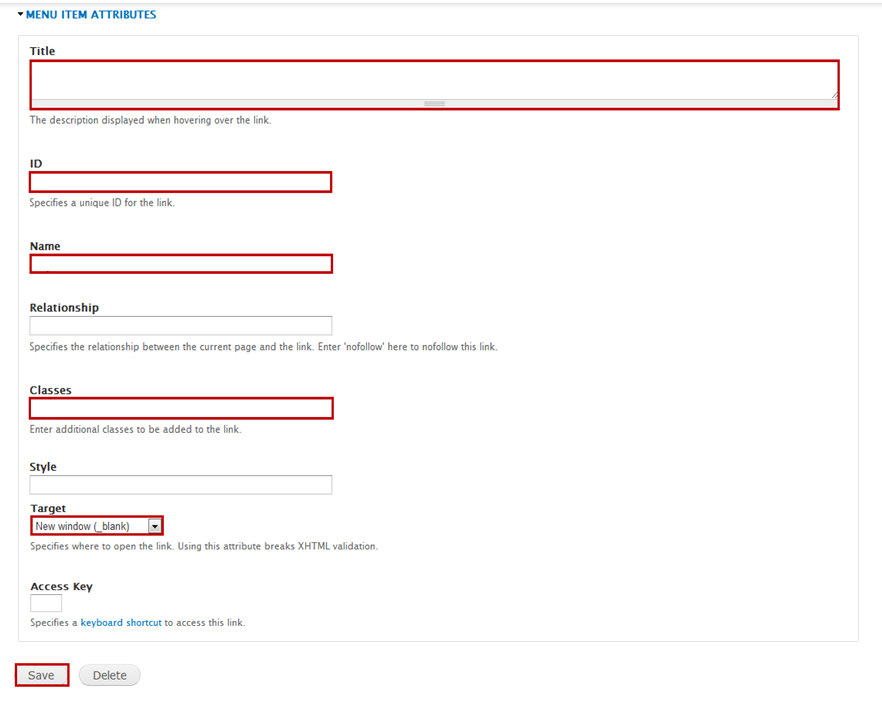 MENU ITEM ATTRIBUTES
Title
The description displayed when hovering over the link.
ID
Specifies a unique ID for the link.
Name
Relationship
Specifies the relationship between the current page and the link. Enter 'nofollow' here to nofollow this link.
Classes
Enter additional classes to be added to the link.
Style
Target
New window (_blank)
Specifies where to open the link. Using this attribute breaks XHTML validation.
Access Key
Specifies a keyboard shortcut to access this link.
Save Delete